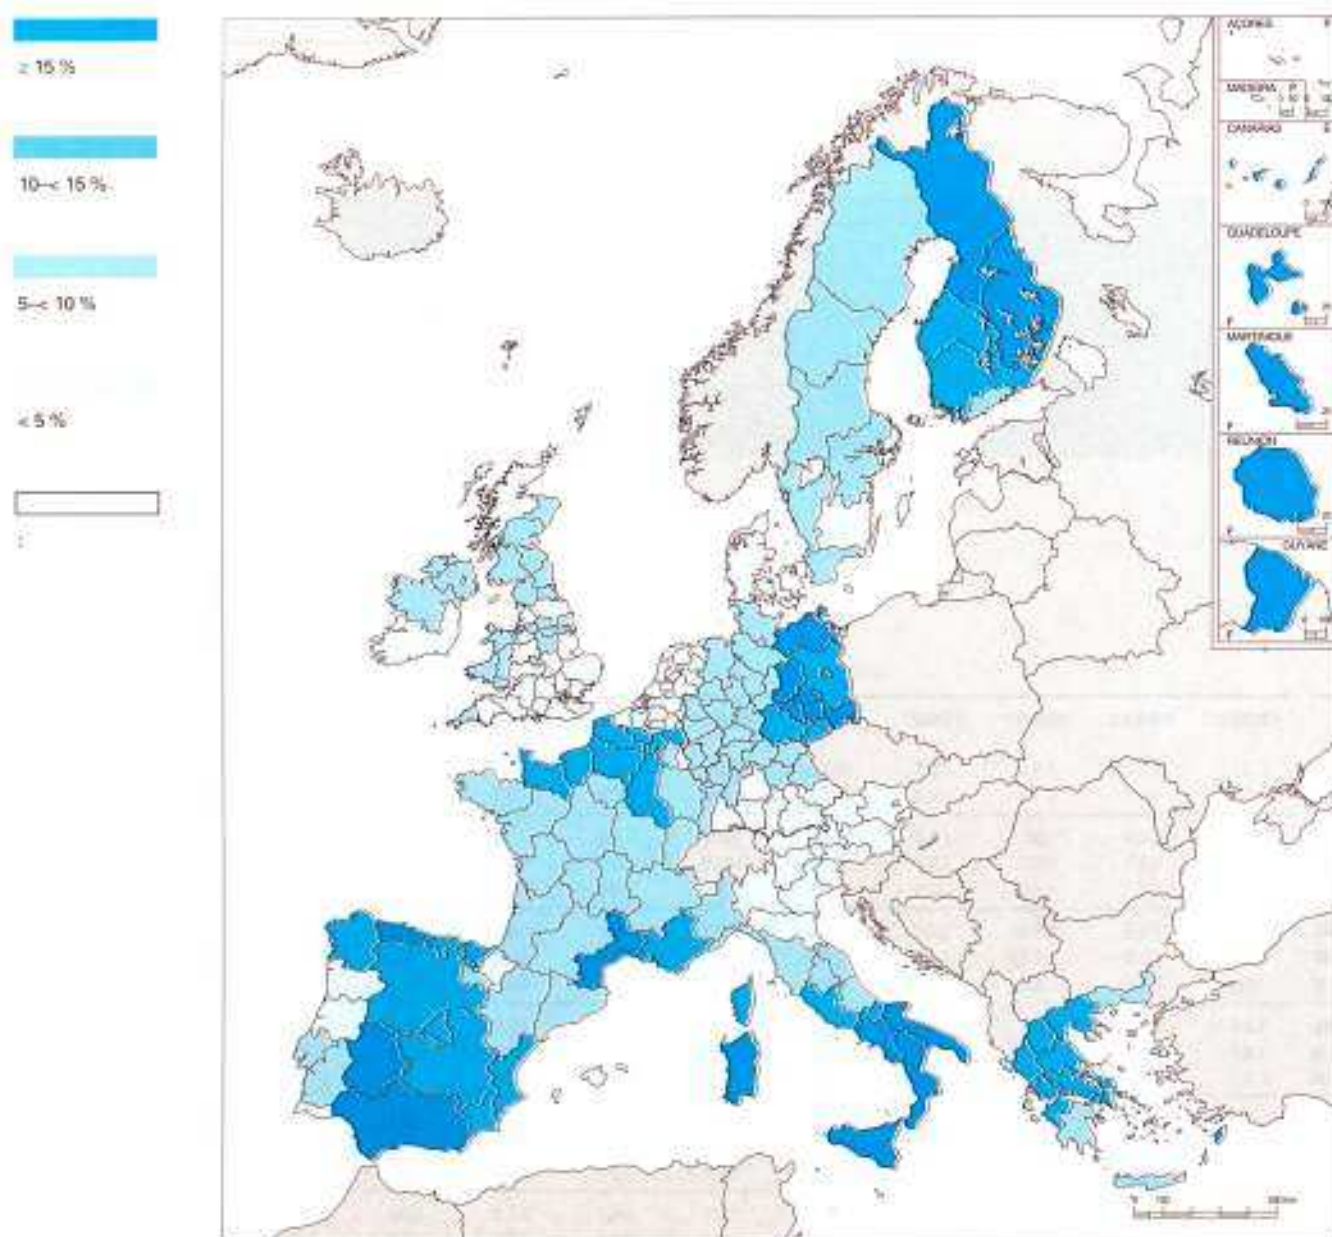 ≥ 15 %
10-< 15 %
5-< 10 %
< 5 %
:
AÇORES P
MADEIRA P
CANARIAS E
GUADELOUPE
F
MARTINIQUE
F
RÉUNION
F
GUYANE
F